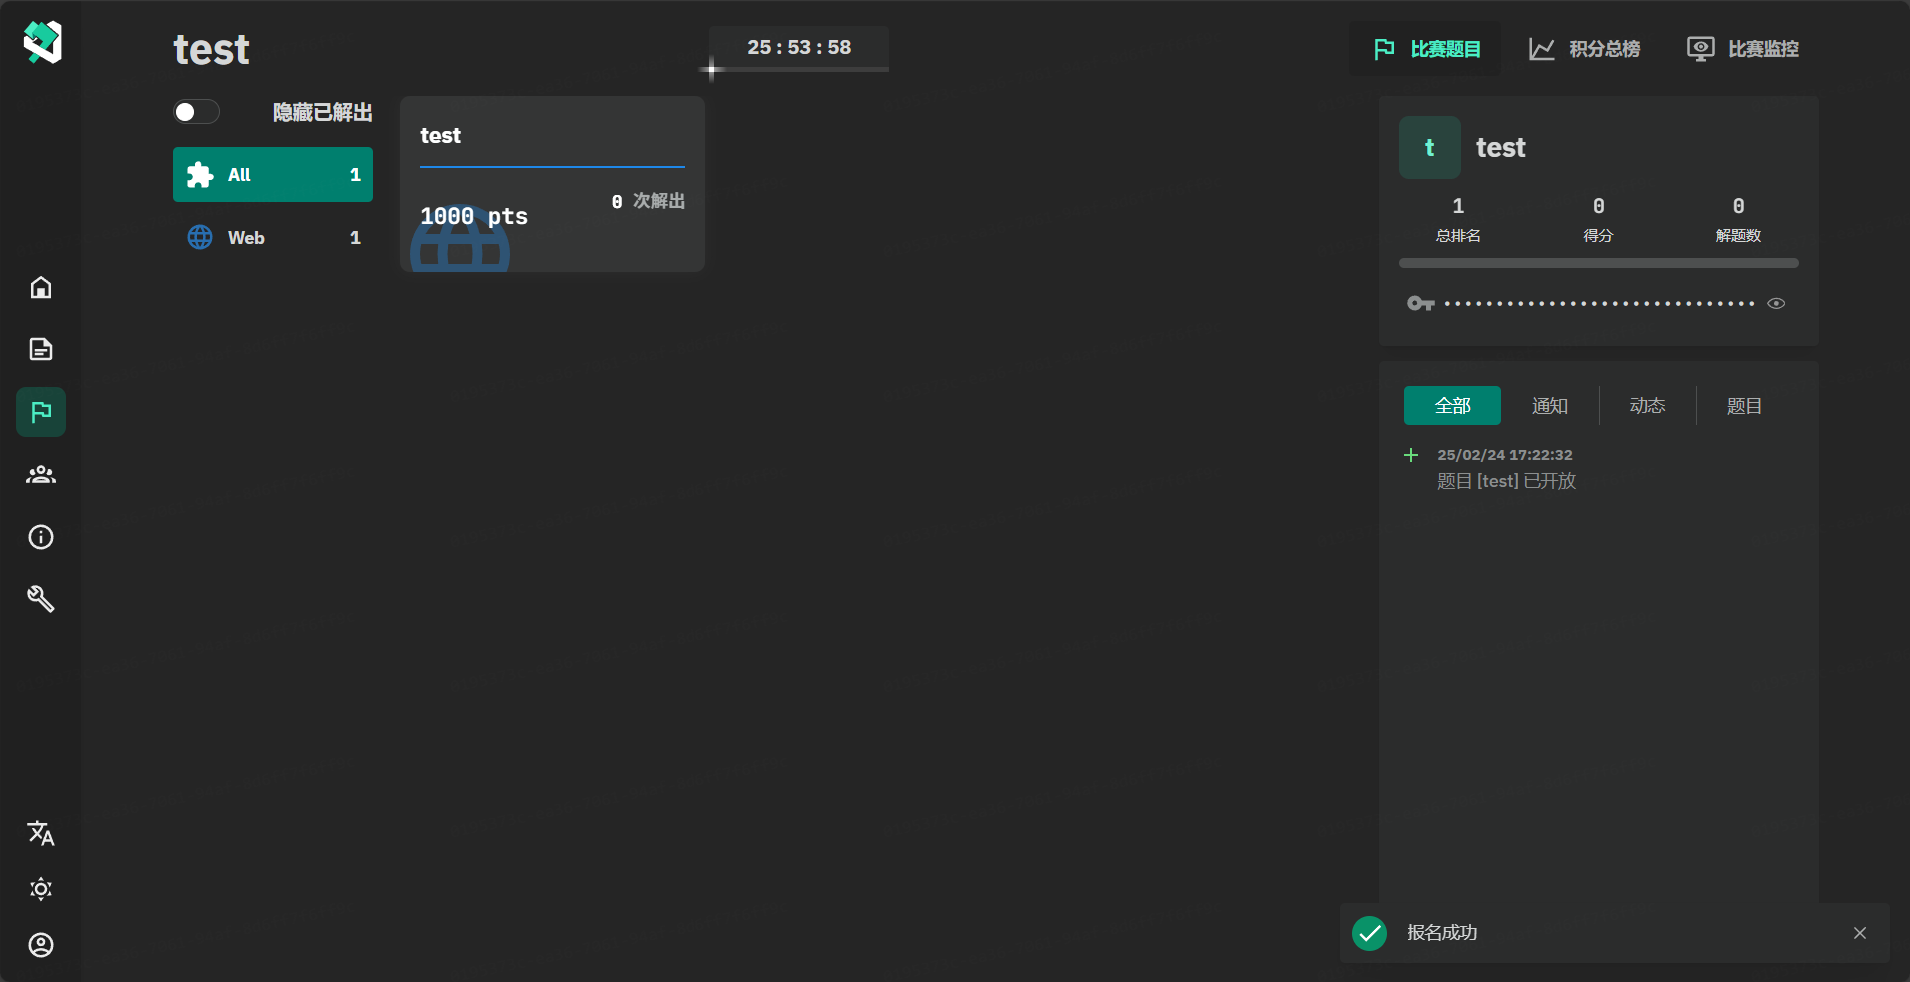 test
25 : 53 : 58
比赛题目
积分总榜
比赛监控
隐藏已解出
All 1
Web 1
test
0 次解出
1000 pts
t
test
1
0
0
总排名
得分
解题数
••••••••••••••••••••••••••••••
全部
通知
动态
题目
25/02/24 17:22:32
题目 [test] 已开放
报名成功